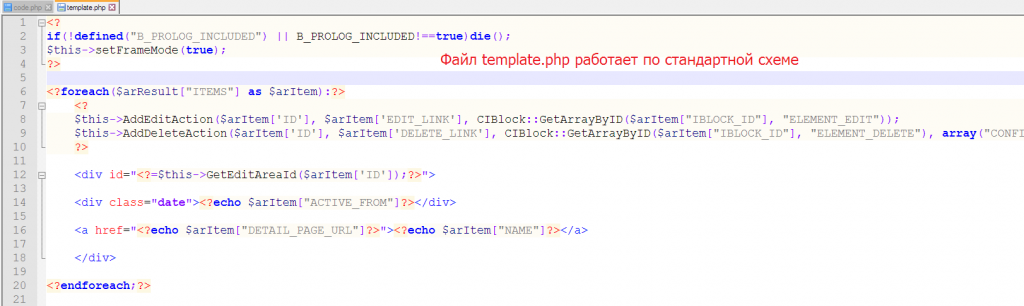 code.php template.php
1 <?
2 if(!defined("B_PROLOG_INCLUDED") || B_PROLOG_INCLUDED!==true)die();
3 $this->setFrameMode(true);
Файл template.php работает по стандартной схеме
4 ?>
5
6 <?foreach($arResult["ITEMS"] as $arItem):?>
7 <?
8 $this->AddEditAction($arItem['ID'], $arItem['EDIT_LINK'], CIBlock::GetArrayByID($arItem["IBLOCK_ID"], "ELEMENT_EDIT"));
9 $this->AddDeleteAction($arItem['ID'], $arItem['DELETE_LINK'], CIBlock::GetArrayByID($arItem["IBLOCK_ID"], "ELEMENT_DELETE"), array("CONFI
10 ?>
11
12 <div id="<?=$this->GetEditAreaId($arItem['ID']);?>">
13
14 <div class="date"><?echo $arItem["ACTIVE_FROM"]?></div>
15
16 <a href="<?echo $arItem["DETAIL_PAGE_URL"]?>"><?echo $arItem["NAME"]?></a>
17
18 </div>
19
20 <?endforeach;?>
21